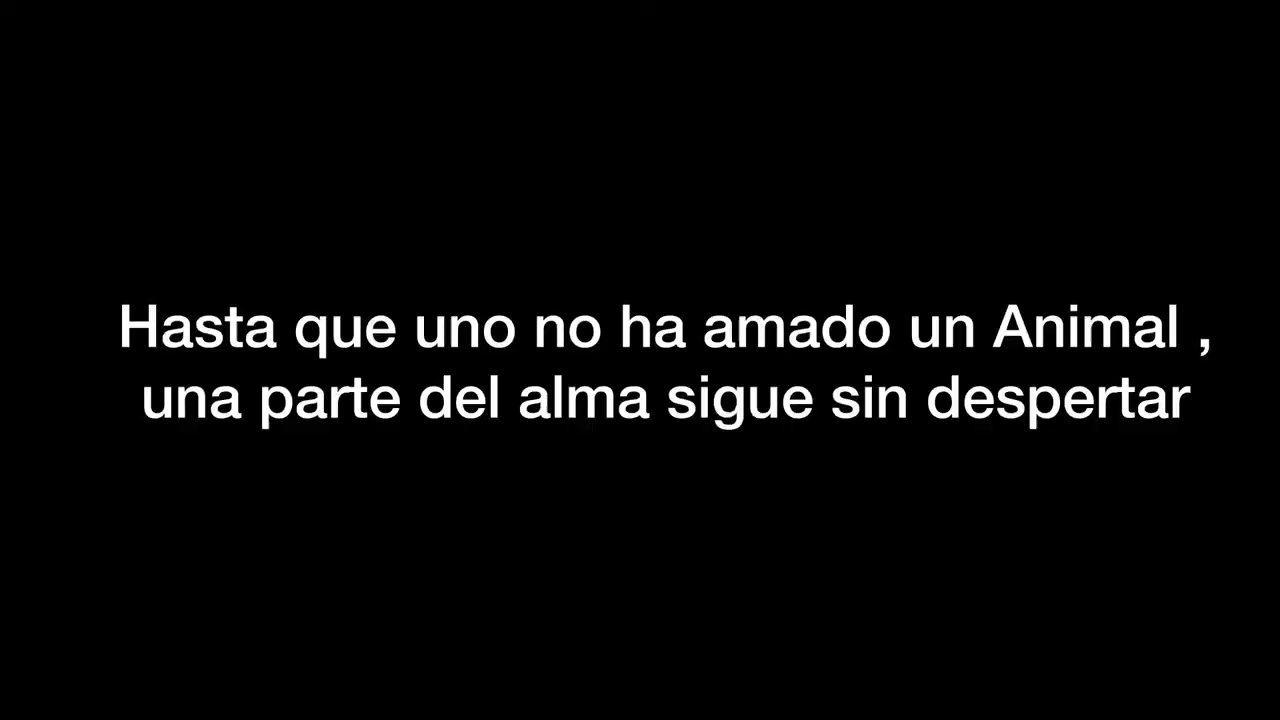 Hasta que uno no ha amado un Animal ,
una parte del alma sigue sin despertar